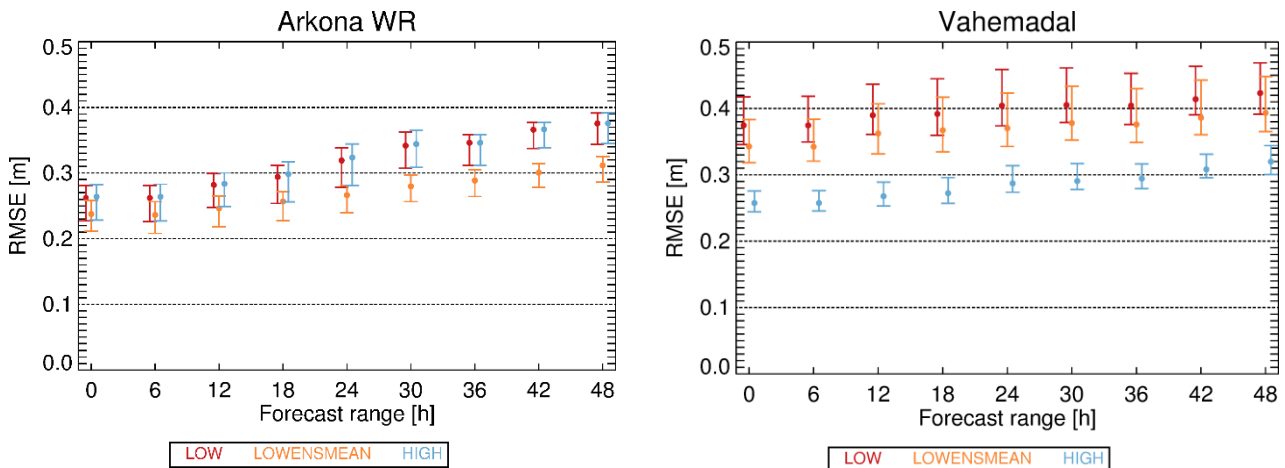 Arkona WR
0.5
0.4
0.3
0.2
0.1
0.0
RMSE [m]
0 6 12 18 24 30 36 42 48
Forecast range [h]
LOW LOWENSMEAN HIGH
Vahemadal
0.5
0.4
0.3
0.2
0.1
0.0
RMSE [m]
0 6 12 18 24 30 36 42 48
Forecast range [h]
LOW LOWENSMEAN HIGH